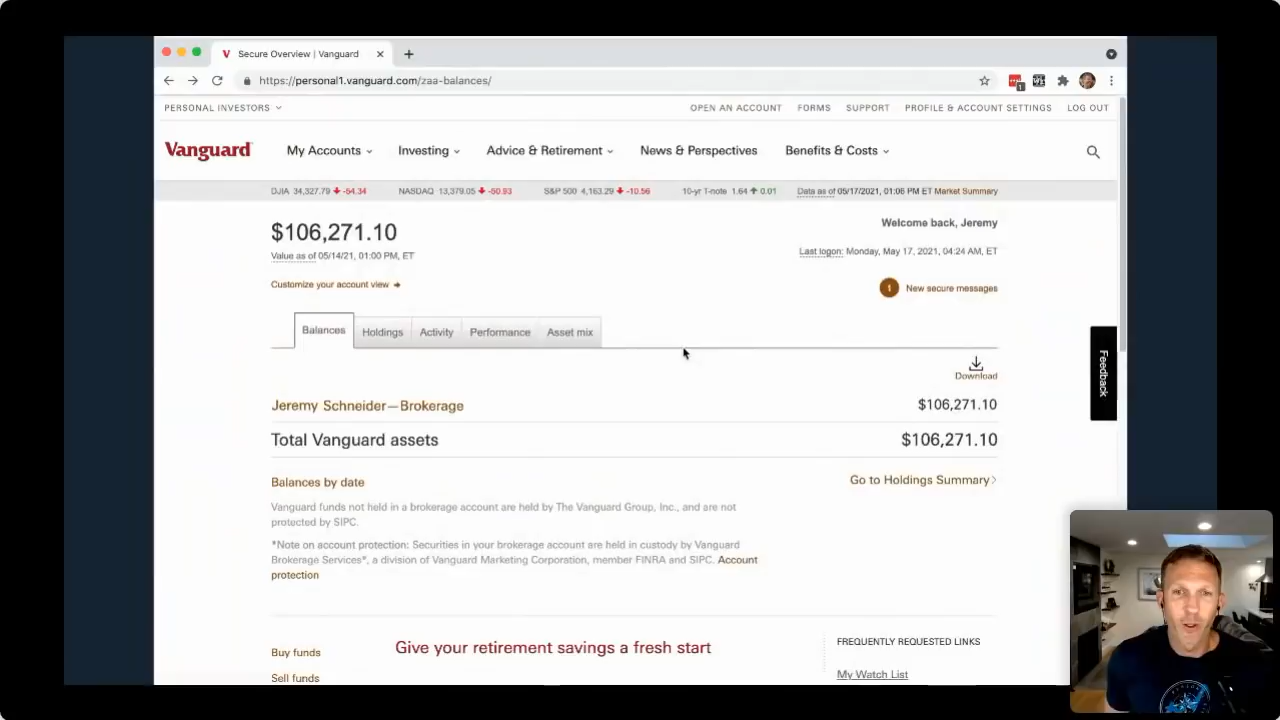 Secure Overview | Vanguard
https://personal1.vanguard.com/zaa-balances/
1
PERSONAL INVESTORS
OPEN AN ACCOUNT FORMS SUPPORT PROFILE & ACCOUNT SETTINGS LOG OUT
Vanguard My Accounts Investing Advice & Retirement News & Perspectives Benefits & Costs
DJIA 34,327.79 -54.34 NASDAQ 13,379.05 -50.93 S&P 500 4,163.29 -10.56 10-yr T-note 1.64 0.01 Data as of 05/17/2021, 01:06 PM ET Market Summary
$106,271.10
Welcome back, Jeremy
Value as of 05/14/21, 01:00 PM, ET
Last logon: Monday, May 17, 2021, 04:24 AM, ET
Customize your account view
1 New secure messages
Balances Holdings Activity Performance Asset mix
Feedback
Download
Jeremy Schneider—Brokerage $106,271.10
Total Vanguard assets $106,271.10
Balances by date
Go to Holdings Summary
Vanguard funds not held in a brokerage account are held by The Vanguard Group, Inc., and are not
protected by SIPC.
*Note on account protection: Securities in your brokerage account are held in custody by Vanguard
Brokerage Services*, a division of Vanguard Marketing Corporation, member FINRA and SIPC. Account
protection
Buy funds
Sell funds
Give your retirement savings a fresh start
FREQUENTLY REQUESTED LINKS
My Watch List